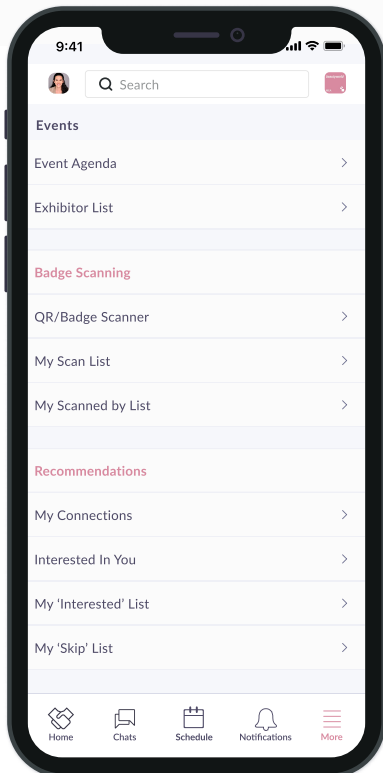 9:41
Search
Events
Event Agenda
Exhibitor List
Badge Scanning
QR/Badge Scanner
My Scan List
My Scanned by List
Recommendations
My Connections
Interested In You
My ‘Interested’ List
My ‘Skip’ List
Home Chats Schedule Notifications More